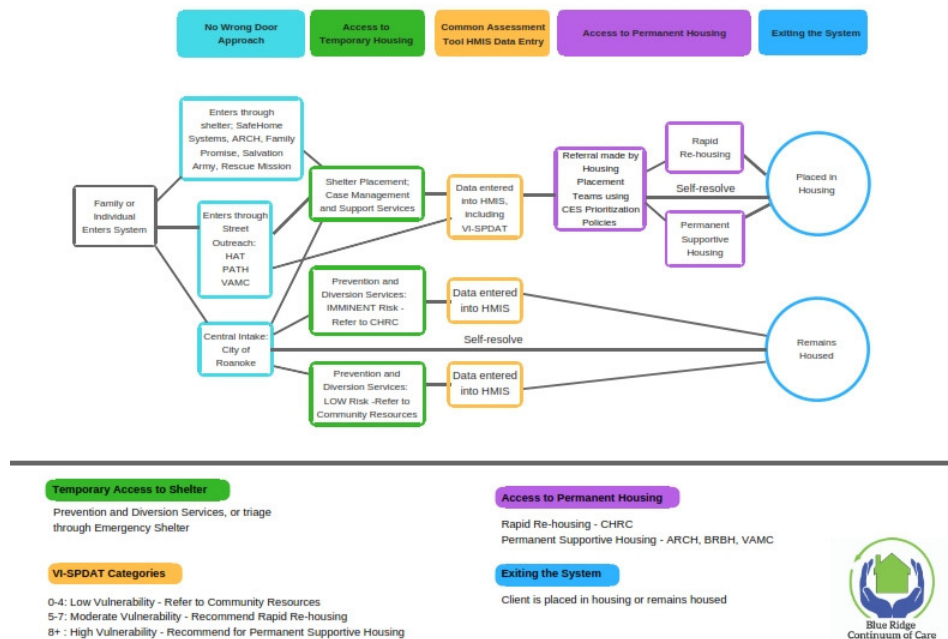 No Wrong Door
Approach
Access to
Temporary Housing
Common Assessment
Tool HMIS Data Entry
Access to Permanent Housing
Exiting the System
Enters through
shelter; SafeHome
Systems, ARCH, Family
Promise, Salvation
Army, Rescue Mission
Family or
Individual
Enters System
Enters through
Street
Outreach:
HAT
PATH
VAMC
Central Intake:
City of
Roanoke
Shelter Placement;
Case Management
and Support Services
Prevention and
Diversion Services:
IMMINENT Risk -
Refer to CHRC
Prevention and
Diversion Services:
LOW Risk -Refer to
Community Resources
Data entered
into HMIS,
including
VI-SPDAT
Data entered
into HMIS
Data entered
into HMIS
Self-resolve
Referral made by
Housing
Placement
Teams using
CES Prioritization
Policies
Rapid
Re-housing
Self-resolve
Permanent
Supportive
Housing
Placed in
Housing
Remains
Housed
Temporary Access to Shelter
Prevention and Diversion Services, or triage
through Emergency Shelter
VI-SPDAT Categories
0-4: Low Vulnerability - Refer to Community Resources
5-7: Moderate Vulnerability - Recommend Rapid Re-housing
8+ : High Vulnerability - Recommend for Permanent Supportive Housing
Access to Permanent Housing
Rapid Re-housing - CHRC
Permanent Supportive Housing - ARCH, BRBH, VAMC
Exiting the System
Client is placed in housing or remains housed
Blue Ridge
Continuum of Care